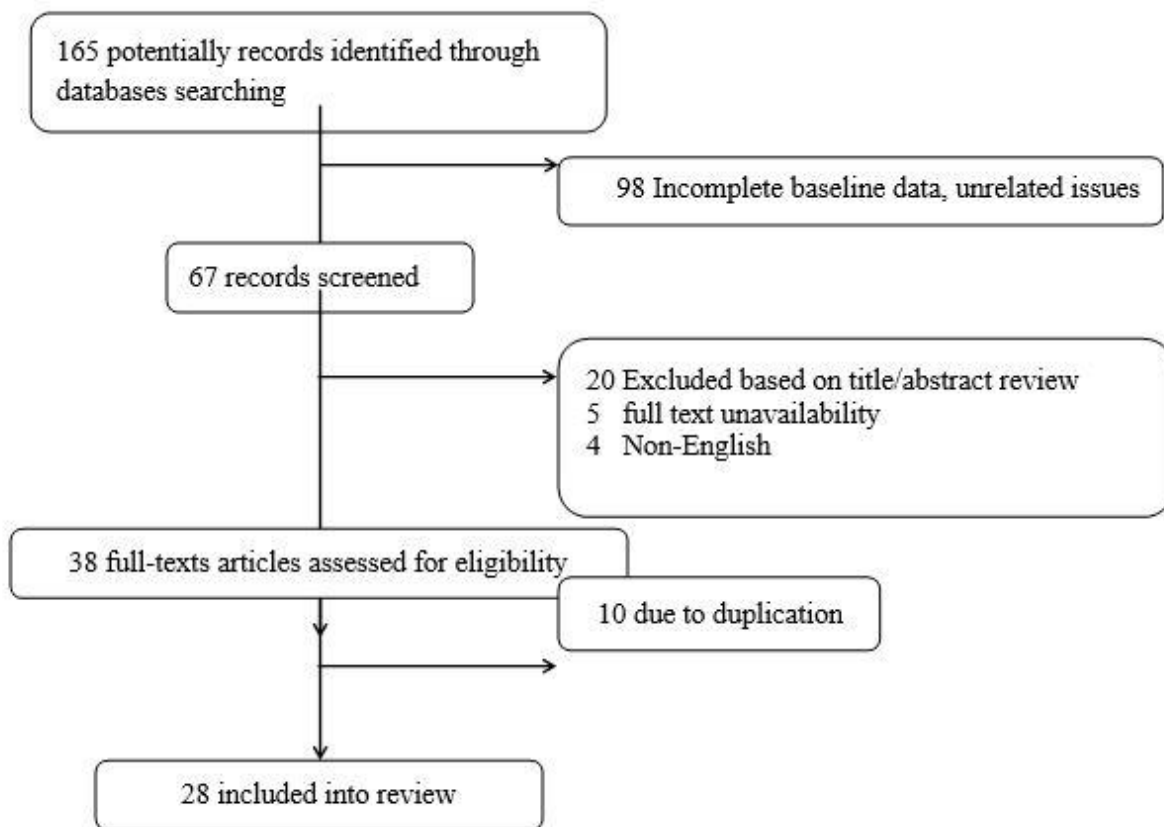 165 potentially records identified through
databases searching
98 Incomplete baseline data, unrelated issues
67 records screened
20 Excluded based on title/abstract review
5 full text unavailability
4 Non-English
38 full-texts articles assessed for eligibility
10 due to duplication
28 included into review